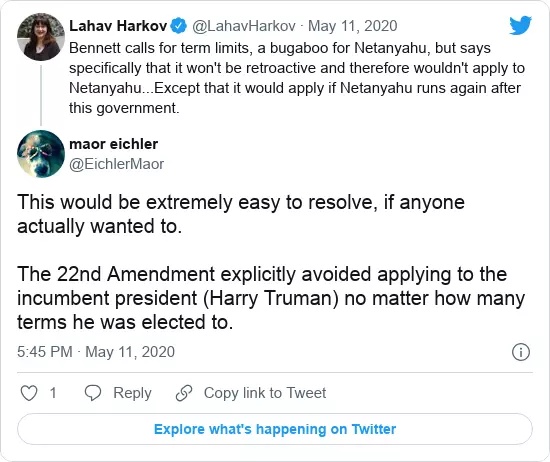 Lahav Harkov @LahavHarkov · May 11, 2020
Bennett calls for term limits, a bugaboo for Netanyahu, but says
specifically that it won't be retroactive and therefore wouldn't apply to
Netanyahu...Except that it would apply if Netanyahu runs again after
this government.
maor eichler
@EichlerMaor
This would be extremely easy to resolve, if anyone
actually wanted to.
The 22nd Amendment explicitly avoided applying to the
incumbent president (Harry Truman) no matter how many
terms he was elected to.
5:45 PM · May 11, 2020
1 Reply Copy link to Tweet
Explore what's happening on Twitter